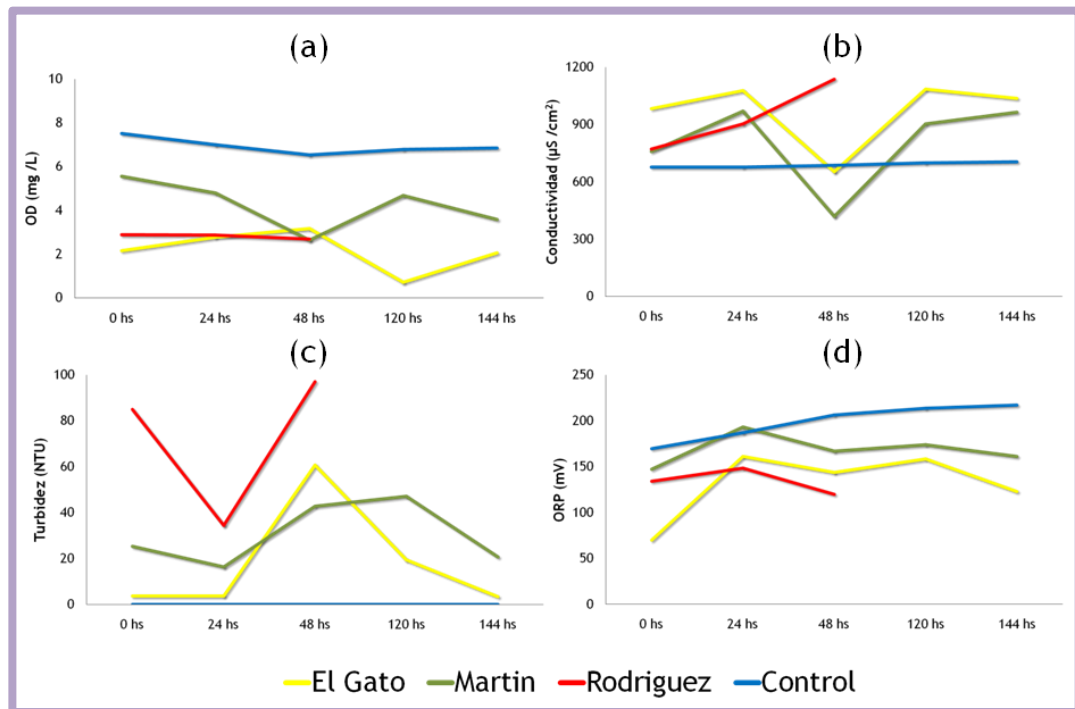 (a)
OD (mg /L)
10
8
6
4
2
0
0 hs 24 hs 48 hs 120 hs 144 hs
(b)
Conductividad (µS /cm²)
1200
900
600
300
0
0 hs 24 hs 48 hs 120 hs 144 hs
(c)
Turbidez (NTU)
100
80
60
40
20
0
0 hs 24 hs 48 hs 120 hs 144 hs
(d)
ORP (mV)
250
200
150
100
50
0
0 hs 24 hs 48 hs 120 hs 144 hs
El Gato Martin Rodriguez Control